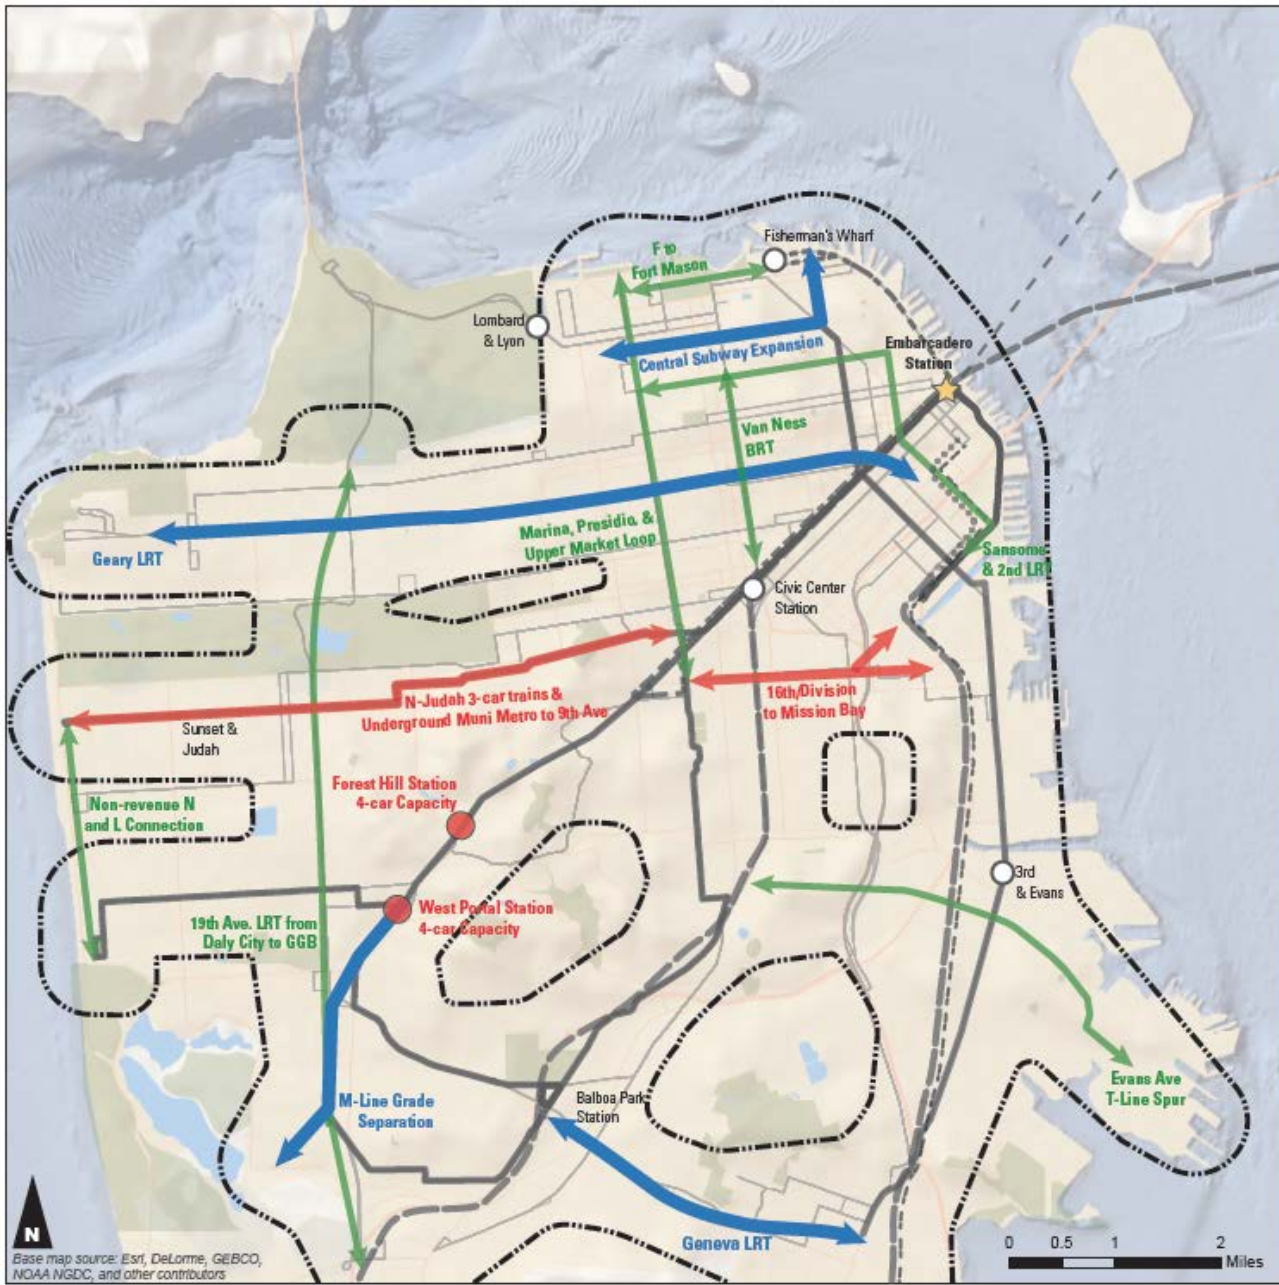 Fisherman's Wharf
F to
Fort Mason
Lombard
& Lyon
Central Subway Expansion
Embarcadero
Station
Van Ness
BRT
Marina, Presidio, &
Upper Market Loop
Geary LRT
Sansome
& 2nd LRT
Civic Center
Station
N-Judah 3-car trains &
Underground Muni Metro to 9th Ave
16th/Division
to Mission Bay
Sunset &
Judah
Forest Hill Station
4-car Capacity
Non-revenue N
and L Connection
3rd
& Evans
West Portal Station
4-car Capacity
19th Ave. LRT from
Daly City to GGB
M-Line Grade
Separation
Balboa Park
Station
Evans Ave
T-Line Spur
Geneva LRT
N
Base map source: Esri, DeLorme, GEBCO,
NOAA NGDC, and other contributors
0 0.5 1 2
Miles